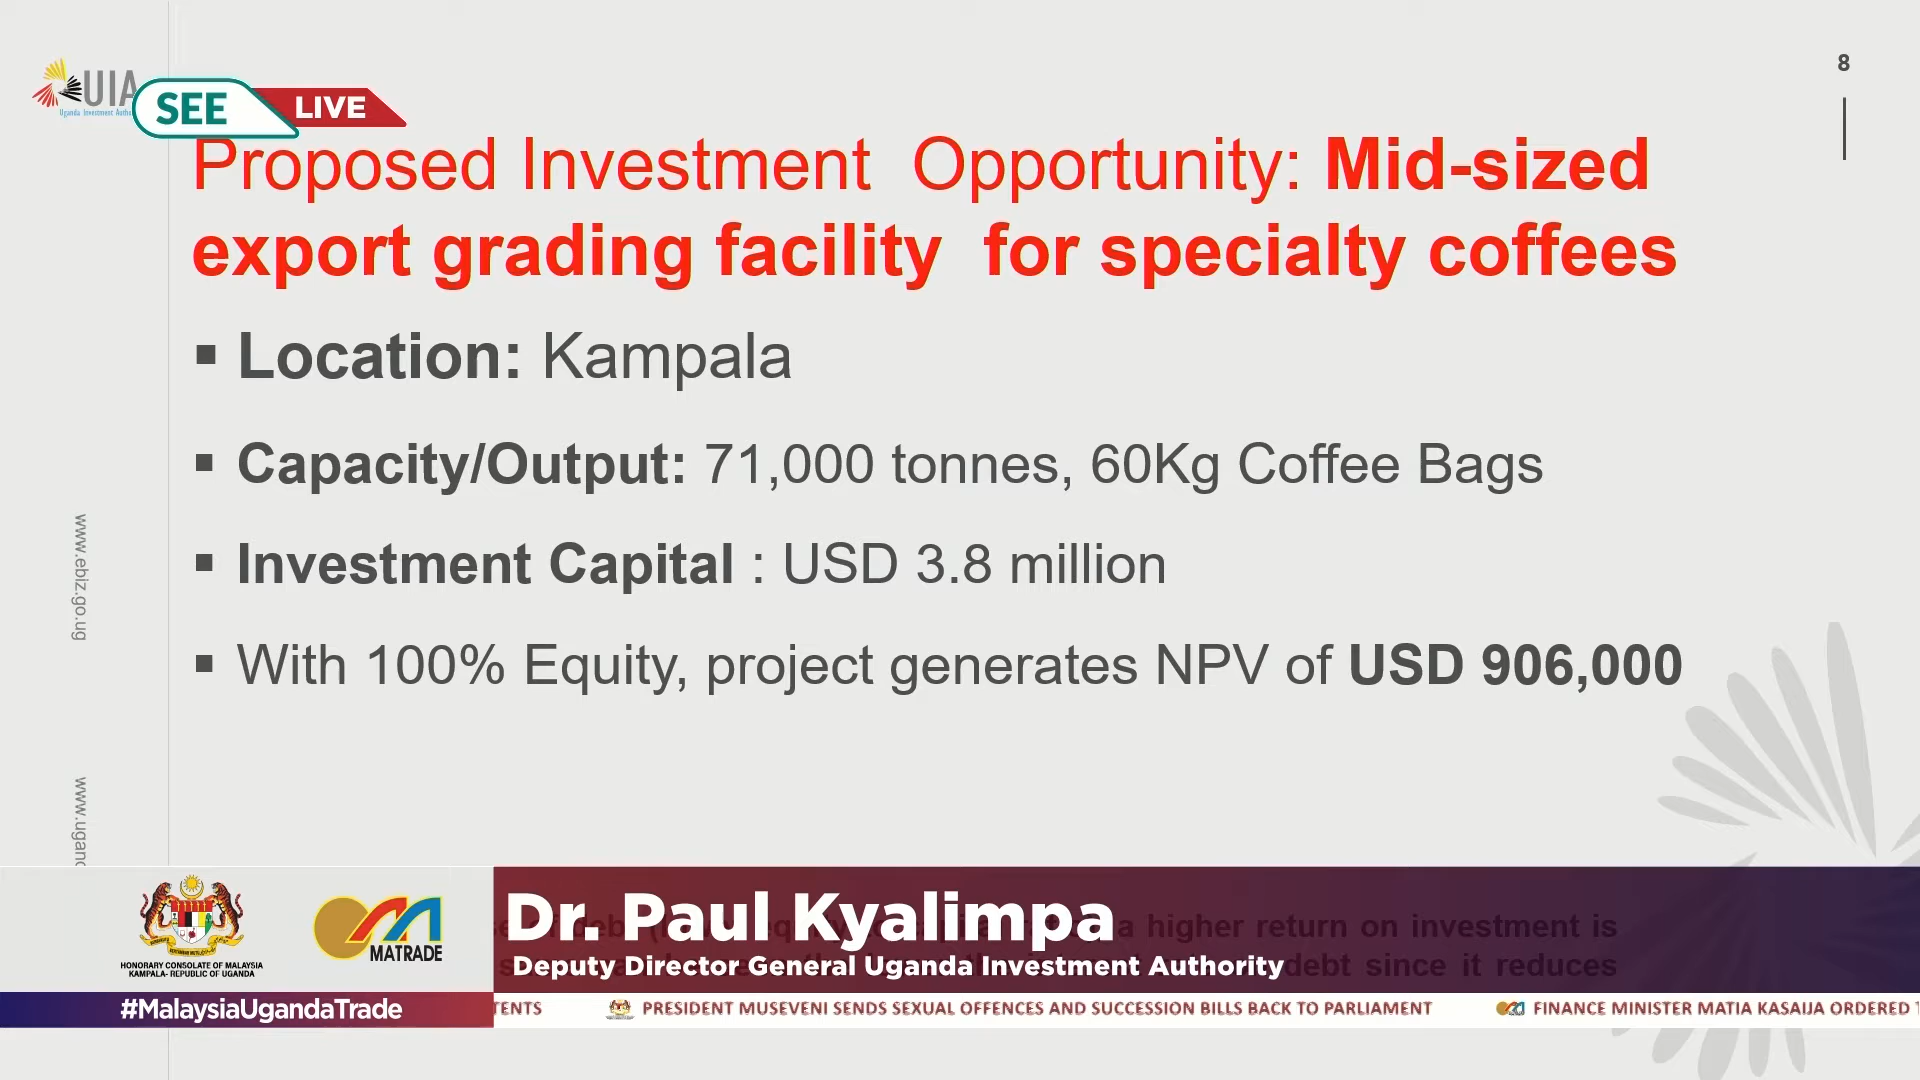 8
UIA
SEE
LIVE
Proposed Investment Opportunity: Mid-sized
export grading facility for specialty coffees
▪ Location: Kampala
▪ Capacity/Output: 71,000 tonnes, 60Kg Coffee Bags
▪ Investment Capital : USD 3.8 million
▪ With 100% Equity, project generates NPV of USD 906,000
www.ebiz.go.ug
HONORARY CONSULATE OF MALAYSIA
KAMPALA- REPUBLIC OF UGANDA
MATRADE
Dr. Paul Kyalimpa
a higher return on investment is
Deputy Director General Uganda Investment Authority
debt since it reduces
#MalaysiaUgandaTrade
TENTS PRESIDENT MUSEVENI SENDS SEXUAL OFFENCES AND SUCCESSION BILLS BACK TO PARLIAMENT FINANCE MINISTER MATIA KASAIJA ORDERED